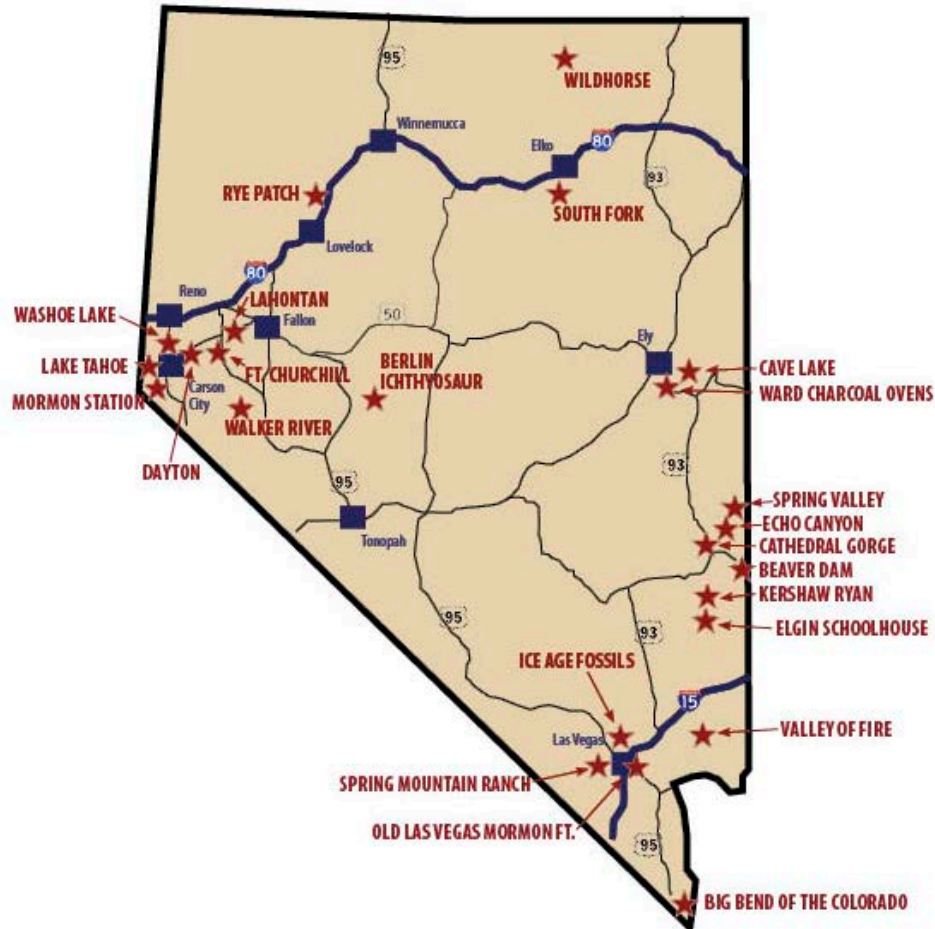 95
WILDHORSE
Winnemucca
Elko
80
93
RYE PATCH
SOUTH FORK
Lovelock
80
Reno
LAHONTAN
WASHOE LAKE
Fallon
50
Ely
LAKE TAHOE
FT. CHURCHILL
BERLIN
ICHTHYOSAUR
CAVE LAKE
MORMON STATION
Carson
City
WARD CHARCOAL OVENS
WALKER RIVER
DAYTON
95
93
SPRING VALLEY
ECHO CANYON
Tonopah
CATHEDRAL GORGE
BEAVER DAM
KERSHAW RYAN
95
93
ELGIN SCHOOLHOUSE
ICE AGE FOSSILS
15
Las Vegas
VALLEY OF FIRE
SPRING MOUNTAIN RANCH
OLD LAS VEGAS MORMON FT.
95
BIG BEND OF THE COLORADO